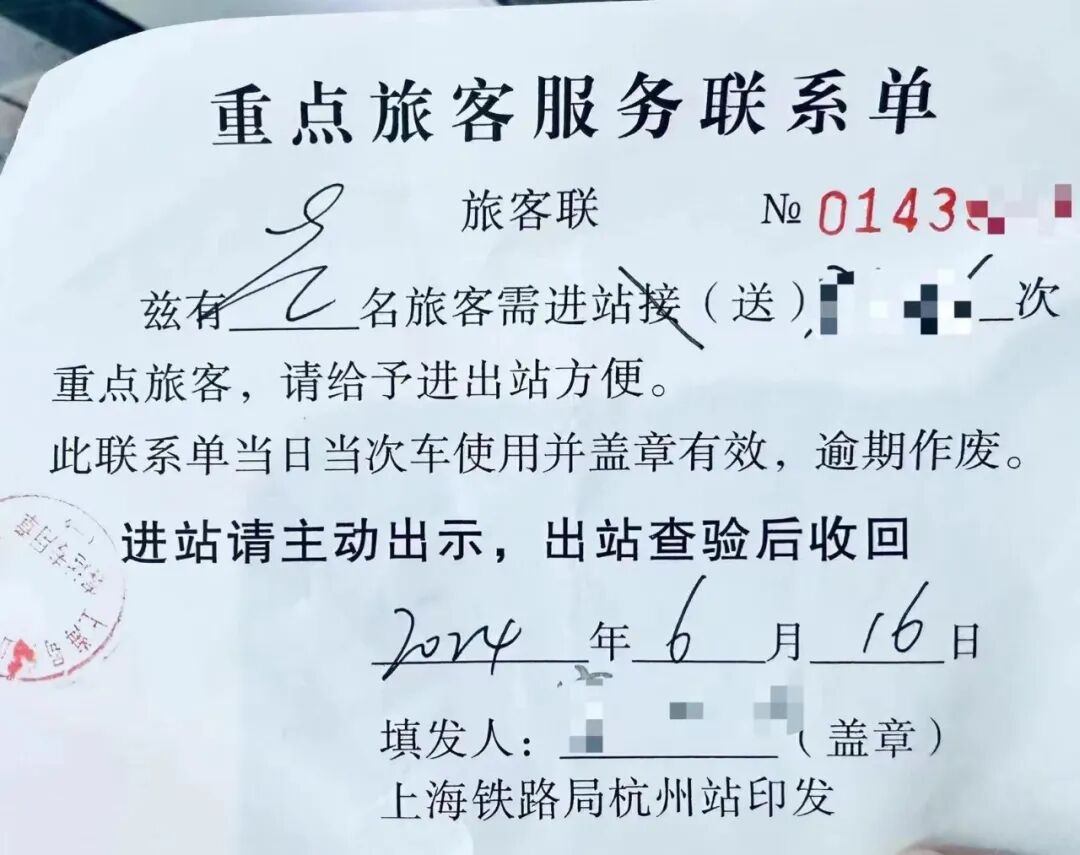 重点旅客服务联系单
旅客联 № 0143
兹有 名旅客需进站接（送） 次
重点旅客，请给予进出站方便。
此联系单当日当次车使用并盖章有效，逾期作废。
进站请主动出示，出站查验后收回
2024 年 6 月 16 日
填发人： （盖章）
上海铁路局杭州站印发